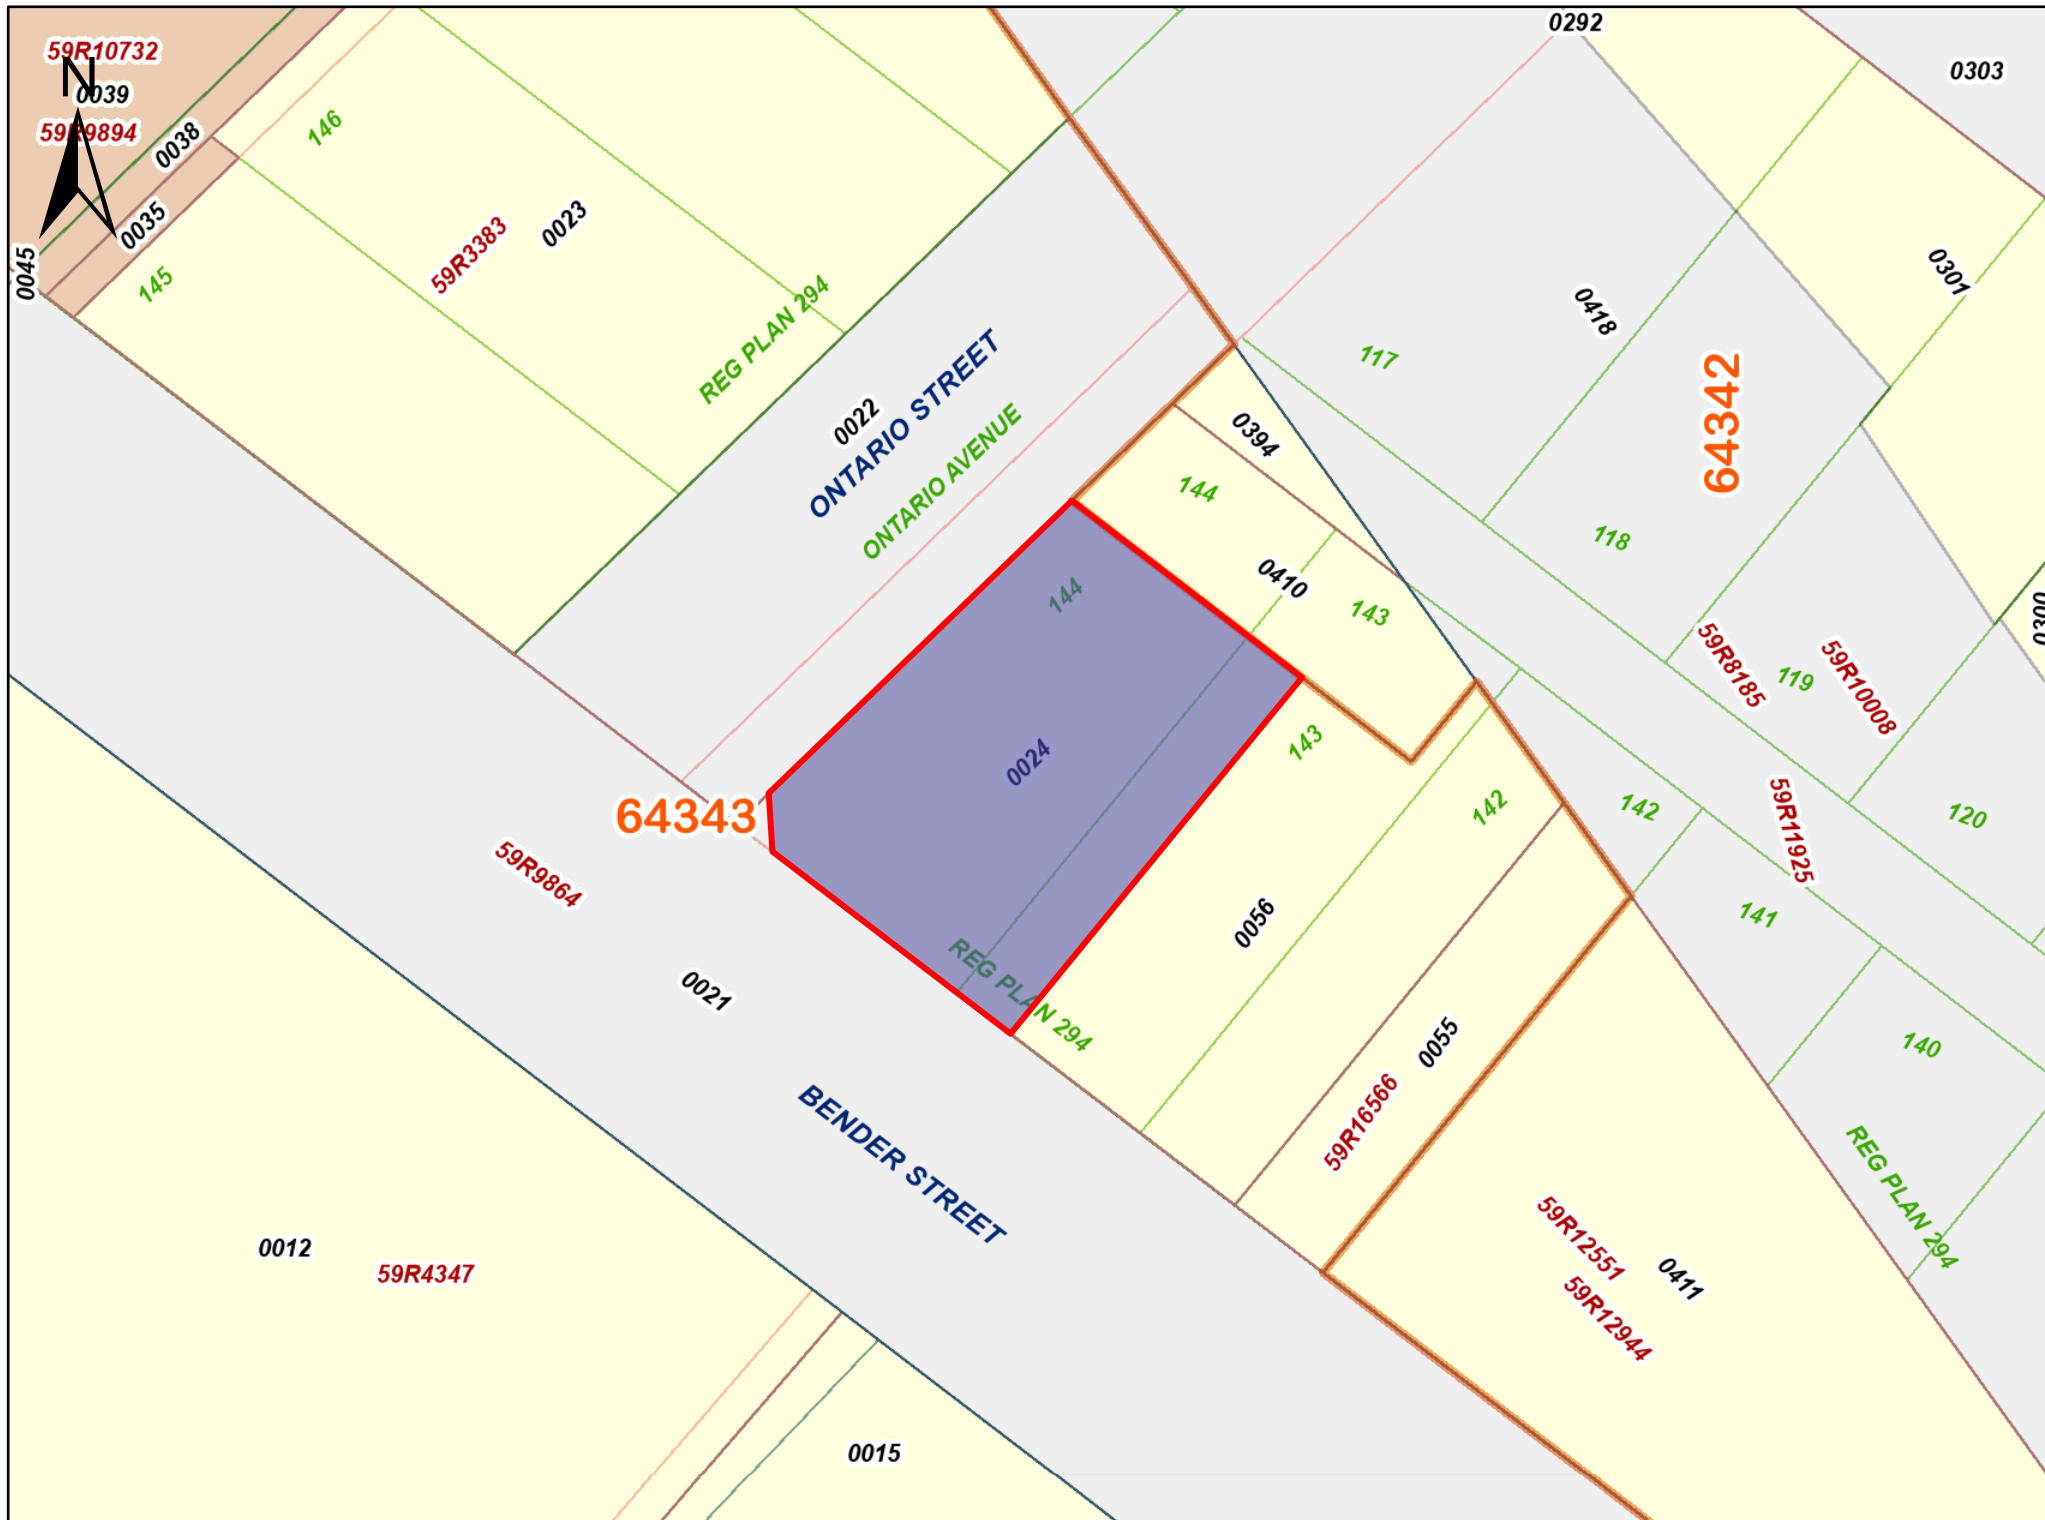 0292
59R10732
0303
N
0039
59R9894
146
0038
0023
0035
59R3383
0301
0045
145
REG PLAN 294
0418
117
ONTARIO STREET
0022
0394
64342
ONTARIO AVENUE
144
118
0410
144
143
0300
59R8185
59R10008
119
143
0024
142
142
120
64343
59R11925
59R9864
0056
141
REG PLAN 294
0021
0055
140
59R16566
BENDER STREET
REG PLAN 294
0012
59R4347
59R12551
0411
59R12944
0015